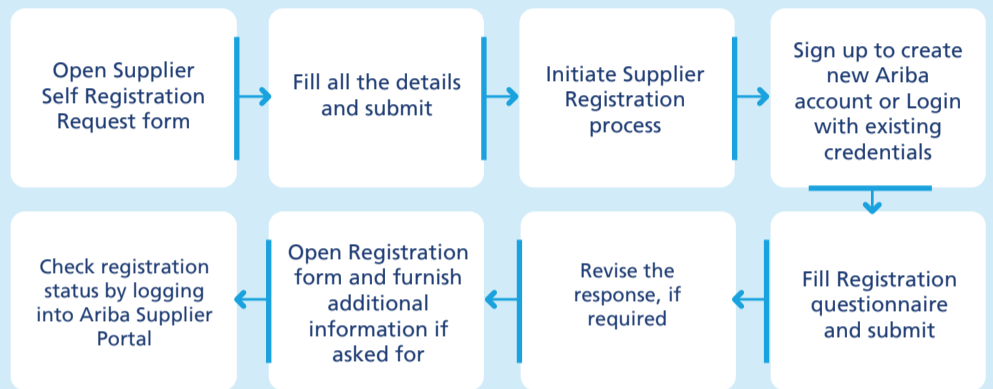 Open Supplier
Self Registration
Request form
Fill all the details
and submit
Initiate Supplier
Registration
process
Sign up to create
new Ariba
account or Login
with existing
credentials
Fill Registration
questionnaire
and submit
Revise the
response, if
required
Open Registration
form and furnish
additional
information if
asked for
Check registration
status by logging
into Ariba Supplier
Portal